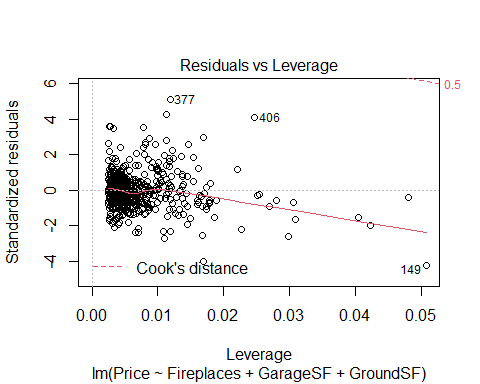 Residuals vs Leverage
Standardized residuals
6
4
2
0
-2
-4
377
406
149
0.5
Cook's distance
0.00 0.01 0.02 0.03 0.04 0.05
Leverage
lm(Price ~ Fireplaces + GarageSF + GroundSF)